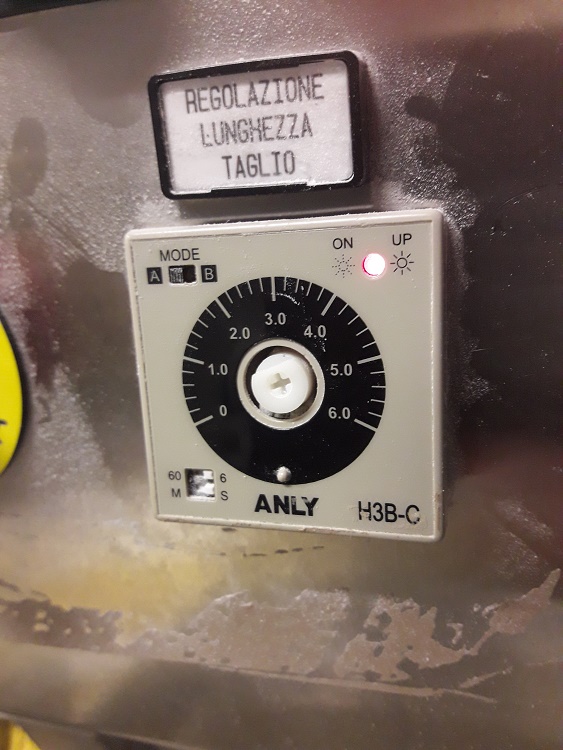 REGOLAZIONE
LUNGHEZZA
TAGLIO
MODE
A B
ON UP
0 1.0 2.0 3.0 4.0 5.0 6.0
60 6
M S
ANLY H3B-C